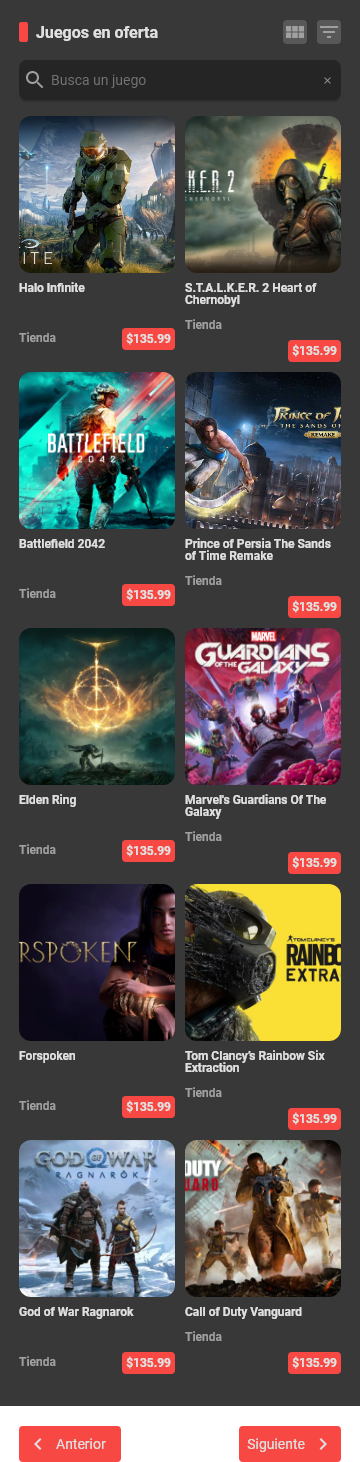 Juegos en oferta
Busca un juego
×
ITE
.K.E.R. 2
CHERNOBYL
Halo Infinite
S.T.A.L.K.E.R. 2 Heart of
Chernobyl
Tienda
$135.99
Tienda
$135.99
BATTLEFIELD
2042
PRINCE OF
THE SANDS OF
REMAKE
Battlefield 2042
Prince of Persia The Sands
of Time Remake
Tienda
$135.99
Tienda
$135.99
MARVEL
GUARDIANS
OF THE
GALAXY
Elden Ring
Marvel's Guardians Of The
Galaxy
Tienda
$135.99
Tienda
$135.99
RSPOKEN
TOM CLANCY'S
RAINBO
EXTRA
Forspoken
Tom Clancy's Rainbow Six
Extraction
Tienda
$135.99
Tienda
$135.99
GOD OF WAR
RAGNARÖK
DUTY
UARD
God of War Ragnarok
Call of Duty Vanguard
Tienda
$135.99
Tienda
$135.99
Anterior
Siguiente